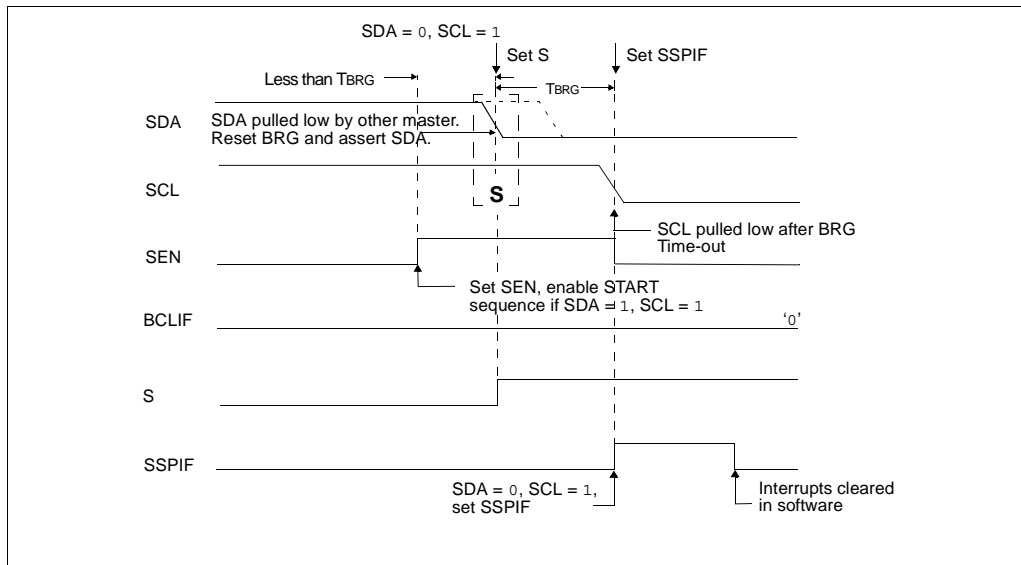 SDA = 0, SCL = 1
Set S
Set SSPIF
Less than TBRG
TBRG
SDA
SDA pulled low by other master.
Reset BRG and assert SDA.
SCL
S
SCL pulled low after BRG
Time-out
SEN
Set SEN, enable START
sequence if SDA = 1, SCL = 1
BCLIF
'0'
S
SSPIF
SDA = 0, SCL = 1,
set SSPIF
Interrupts cleared
in software